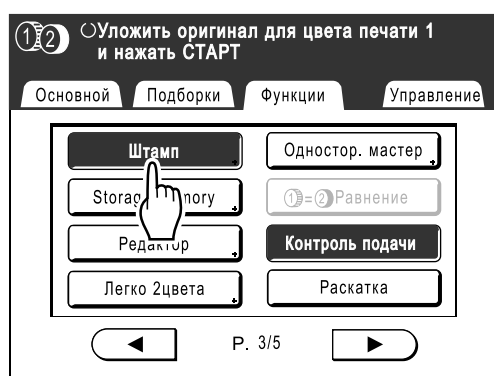 ①②
Уложить оригинал для цвета печати 1
и нажать СТАРТ
Основной Подборки Функции Управление
Штамп
Одностор. мастер
①=②Равнение
Редактор
Контроль подачи
Легко 2цвета
Раскатка
P. 3/5